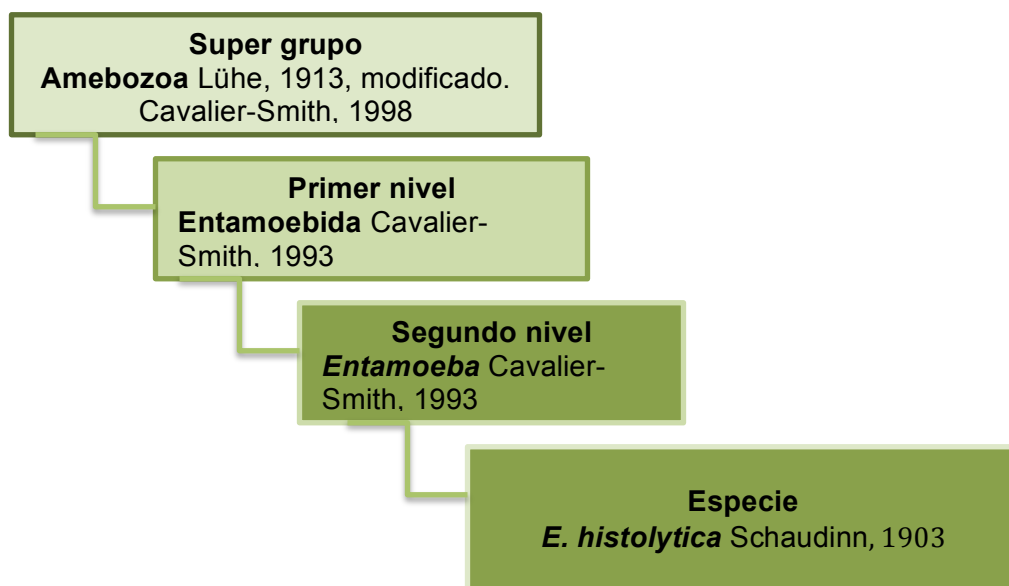 Super grupo
Amebozoa Lühe, 1913, modificado.
Cavalier-Smith, 1998
Primer nivel
Entamoebida Cavalier-
Smith, 1993
Segundo nivel
Entamoeba Cavalier-
Smith, 1993
Especie
E. histolytica Schaudinn, 1903